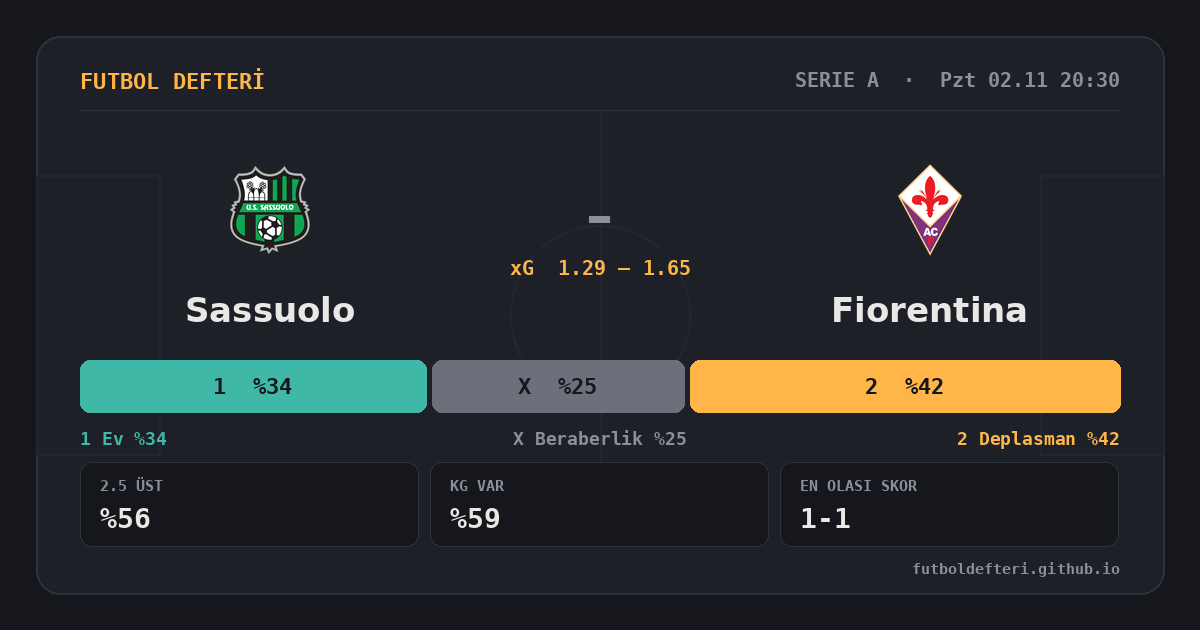 FUTBOL DEFTERİ
SERIE A · Pzt 02.11 20:30
U.S. SASSUOLO
AC
–
xG 1.29 – 1.65
Sassuolo
Fiorentina
1 %34
X %25
2 %42
1 Ev %34
X Beraberlik %25
2 Deplasman %42
2.5 ÜST
KG VAR
EN OLASI SKOR
%56
%59
1-1
futboldefteri.github.io